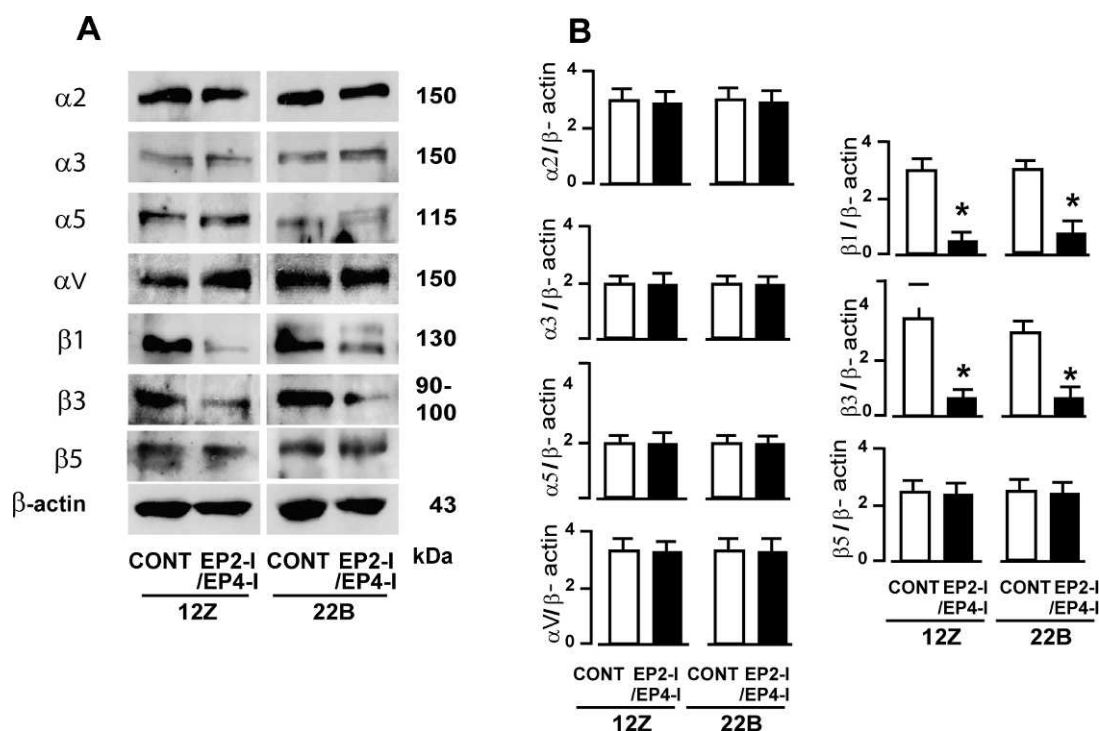 A
α2 150
α3 150
α5 115
αV 150
β1 130
β3 90-
100
β5
β-actin 43
CONT EP2-I CONT EP2-I kDa
/EP4-I /EP4-I
12Z 22B
B
α2/β- actin
4
2
0
α3 /β- actin
4
2
0
α5/β- actin
4
2
0
αV/β- actin
4
2
0
CONT EP2-I CONT EP2-I
/EP4-I /EP4-I
12Z 22B
β1/β- actin
4
2
0
* *
β3 /β- actin
4
2
0
* *
β5 /β- actin
4
2
0
CONT EP2-I CONT EP2-I
/EP4-I /EP4-I
12Z 22B